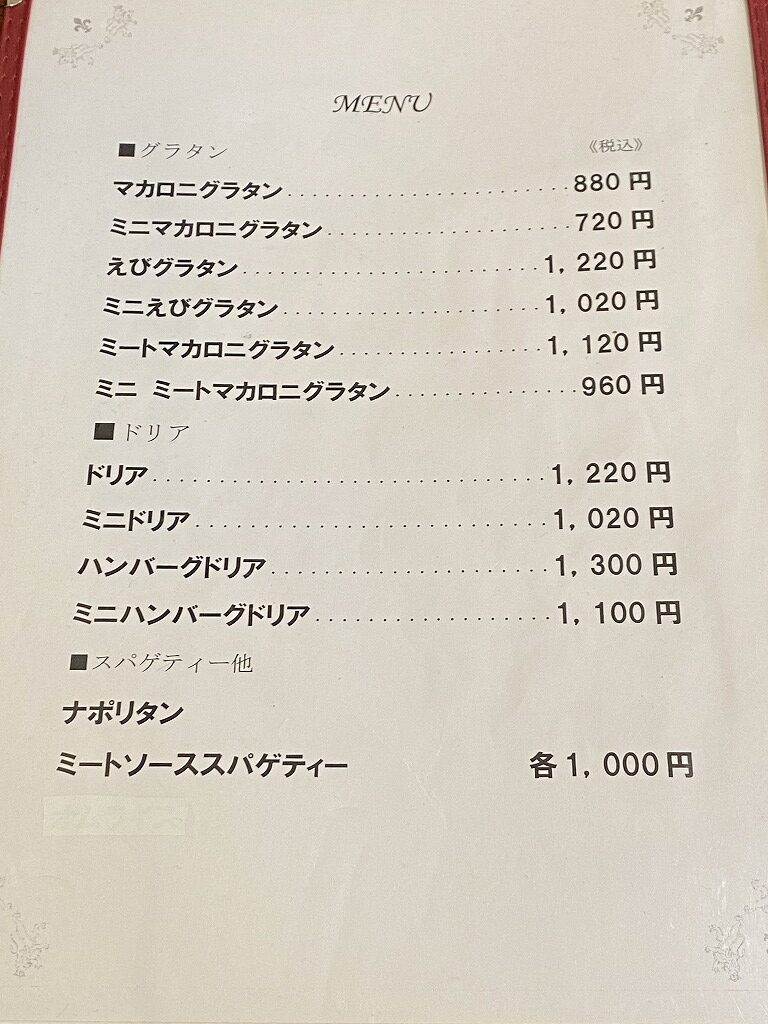 MENU
■グラタン 《税込》
マカロニグラタン............................880円
ミニマカロニグラタン........................720円
えびグラタン..............................1,220円
ミニえびグラタン..........................1,020円
ミートマカロニグラタン....................1,120円
ミニ ミートマカロニグラタン..................960円
■ドリア
ドリア....................................1,220円
ミニドリア................................1,020円
ハンバーグドリア..........................1,300円
ミニハンバーグドリア......................1,100円
■スパゲティー他
ナポリタン
ミートソーススパゲティー 各1,000円